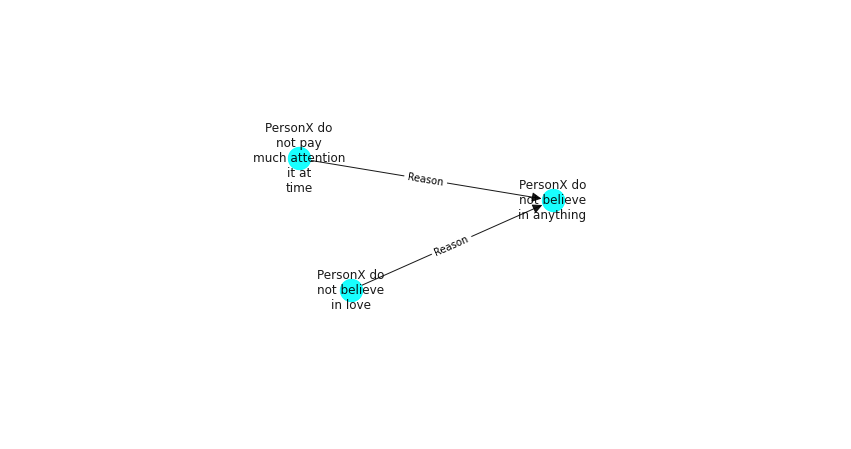 PersonX do
not pay
much attention
it at
time
Reason
PersonX do
not believe
in anything
Reason
PersonX do
not believe
in love